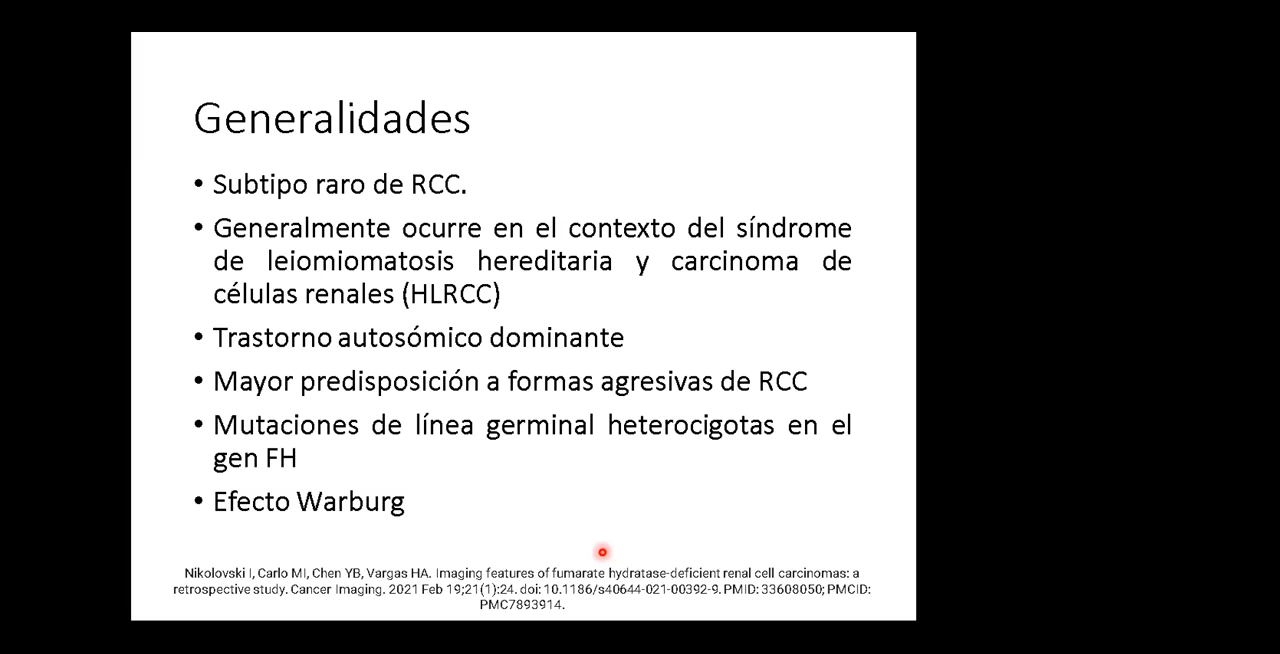 Generalidades
• Subtipo raro de RCC.
• Generalmente ocurre en el contexto del síndrome
de leiomiomatosis hereditaria y carcinoma de
células renales (HLRCC)
• Trastorno autosómico dominante
• Mayor predisposición a formas agresivas de RCC
• Mutaciones de línea germinal heterocigotas en el
gen FH
• Efecto Warburg
Nikolovski I, Carlo MI, Chen YB, Vargas HA. Imaging features of fumarate hydratase-deficient renal cell carcinomas: a
retrospective study. Cancer Imaging. 2021 Feb 19;21(1):24. doi: 10.1186/s40644-021-00392-9. PMID: 33608050; PMCID:
PMC7893914.